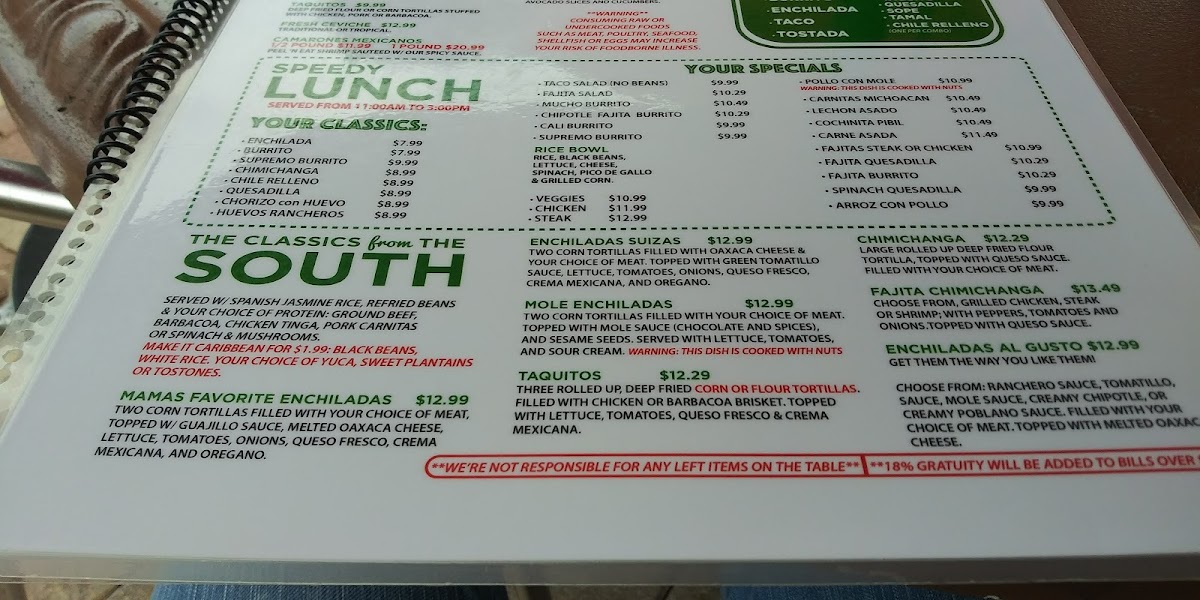 TAQUITOS $9.99
DEEP FRIED FLOUR OR CORN TORTILLAS STUFFED
WITH CHICKEN, PORK OR BARBACOA.
FRESH CEVICHE $12.99
TRADITIONAL OR TROPICAL.
CAMARONES MEXICANOS
1/2 POUND $11.99 1 POUND $20.99
PEEL 'N EAT SHRIMP SAUTEED W/ OUR SPICY SAUCE.
AVOCADO SLICES AND CUCUMBERS.
**WARNING**
CONSUMING RAW OR
UNDERCOOKED FOODS
SUCH AS MEAT, POULTRY, SEAFOOD,
SHELLFISH OR EGGS MAY INCREASE
YOUR RISK OF FOODBORNE ILLNESS.
· ENCHILADA
· TACO
· TOSTADA
· QUESADILLA
· SOPE
· TAMAL
· CHILE RELLENO
(ONE PER COMBO)
SPEEDY
LUNCH
SERVED FROM 11:00AM TO 3:00PM
YOUR CLASSICS:
· ENCHILADA $7.99
· BURRITO $7.99
· SUPREMO BURRITO $9.99
· CHIMICHANGA $8.99
· CHILE RELLENO $8.99
· QUESADILLA $8.99
· CHORIZO con HUEVO $8.99
· HUEVOS RANCHEROS $8.99
YOUR SPECIALS
· TACO SALAD (NO BEANS) $9.99
· FAJITA SALAD $10.29
· MUCHO BURRITO $10.49
· CHIPOTLE FAJITA BURRITO $10.29
· CALI BURRITO $9.99
· SUPREMO BURRITO $9.99
RICE BOWL
RICE, BLACK BEANS,
LETTUCE, CHEESE,
SPINACH, PICO DE GALLO
& GRILLED CORN.
· VEGGIES $10.99
· CHICKEN $11.99
· STEAK $12.99
· POLLO CON MOLE $10.99
WARNING: THIS DISH IS COOKED WITH NUTS
· CARNITAS MICHOACAN $10.49
· LECHON ASADO $10.49
· COCHINITA PIBIL $10.49
· CARNE ASADA $11.49
· FAJITAS STEAK OR CHICKEN $10.99
· FAJITA QUESADILLA $10.29
· FAJITA BURRITO $10.29
· SPINACH QUESADILLA $9.99
· ARROZ CON POLLO $9.99
THE CLASSICS from THE
SOUTH
SERVED W/ SPANISH JASMINE RICE, REFRIED BEANS
& YOUR CHOICE OF PROTEIN: GROUND BEEF,
BARBACOA, CHICKEN TINGA, PORK CARNITAS
OR SPINACH & MUSHROOMS.
MAKE IT CARIBBEAN FOR $1.99: BLACK BEANS,
WHITE RICE. YOUR CHOICE OF YUCA, SWEET PLANTAINS
OR TOSTONES.
MAMAS FAVORITE ENCHILADAS $12.99
TWO CORN TORTILLAS FILLED WITH YOUR CHOICE OF MEAT,
TOPPED W/ GUAJILLO SAUCE, MELTED OAXACA CHEESE,
LETTUCE, TOMATOES, ONIONS, QUESO FRESCO, CREMA
MEXICANA, AND OREGANO.
ENCHILADAS SUIZAS $12.99
TWO CORN TORTILLAS FILLED WITH OAXACA CHEESE &
YOUR CHOICE OF MEAT. TOPPED WITH GREEN TOMATILLO
SAUCE, LETTUCE, TOMATOES, ONIONS, QUESO FRESCO,
CREMA MEXICANA, AND OREGANO.
MOLE ENCHILADAS $12.99
TWO CORN TORTILLAS FILLED WITH YOUR CHOICE OF MEAT.
TOPPED WITH MOLE SAUCE (CHOCOLATE AND SPICES),
AND SESAME SEEDS. SERVED WITH LETTUCE, TOMATOES,
AND SOUR CREAM. WARNING: THIS DISH IS COOKED WITH NUTS
TAQUITOS $12.29
THREE ROLLED UP, DEEP FRIED CORN OR FLOUR TORTILLAS.
FILLED WITH CHICKEN OR BARBACOA BRISKET. TOPPED
WITH LETTUCE, TOMATOES, QUESO FRESCO & CREMA
MEXICANA.
CHIMICHANGA $12.29
LARGE ROLLED UP DEEP FRIED FLOUR
TORTILLA, TOPPED WITH QUESO SAUCE.
FILLED WITH YOUR CHOICE OF MEAT.
FAJITA CHIMICHANGA $13.49
CHOOSE FROM, GRILLED CHICKEN, STEAK
OR SHRIMP; WITH PEPPERS, TOMATOES AND
ONIONS.TOPPED WITH QUESO SAUCE.
ENCHILADAS AL GUSTO $12.99
GET THEM THE WAY YOU LIKE THEM!
CHOOSE FROM: RANCHERO SAUCE, TOMATILLO,
SAUCE, MOLE SAUCE, CREAMY CHIPOTLE, OR
CREAMY POBLANO SAUCE. FILLED WITH YOUR
CHOICE OF MEAT. TOPPED WITH MELTED OAXAC
CHEESE.
**WE'RE NOT RESPONSIBLE FOR ANY LEFT ITEMS ON THE TABLE** **18% GRATUITY WILL BE ADDED TO BILLS OVER